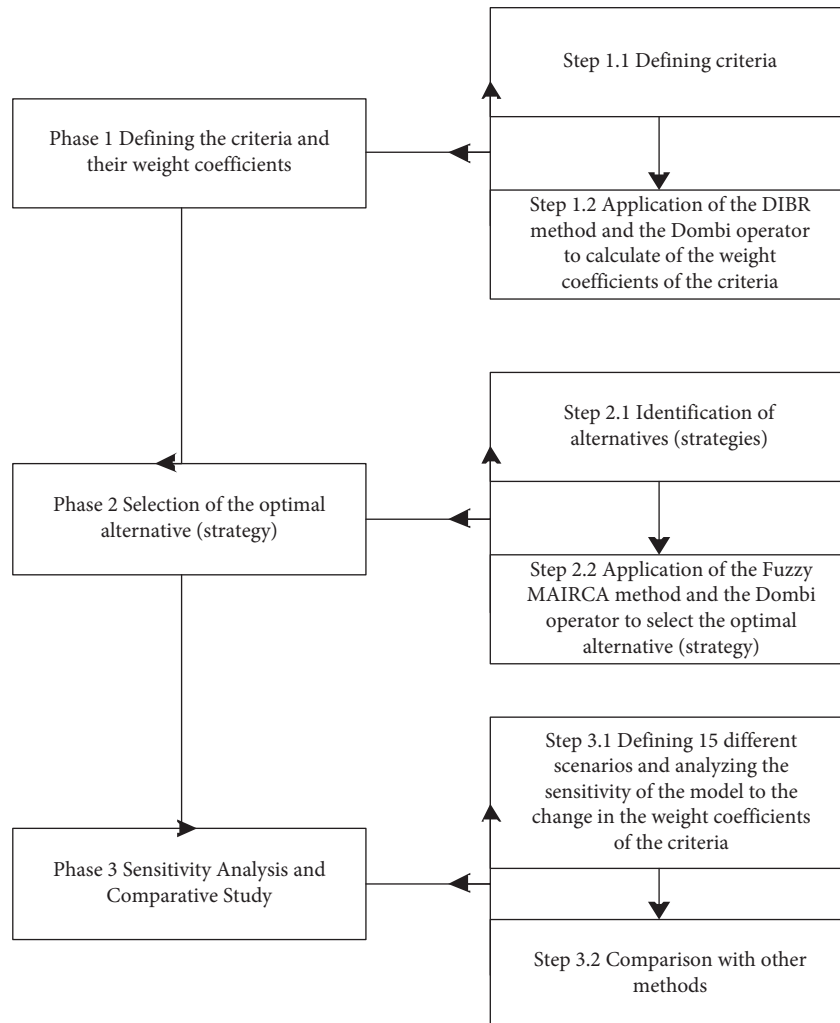 Step 1.1 Defining criteria
Phase 1 Defining the criteria and
their weight coefficients
Step 1.2 Application of the DIBR
method and the Dombi operator
to calculate of the weight
coefficients of the criteria
Step 2.1 Identification of
alternatives (strategies)
Phase 2 Selection of the optimal
alternative (strategy)
Step 2.2 Application of the Fuzzy
MAIRCA method and the Dombi
operator to select the optimal
alternative (strategy)
Step 3.1 Defining 15 different
scenarios and analyzing the
sensitivity of the model to the
change in the weight coefficients
of the criteria
Phase 3 Sensitivity Analysis and
Comparative Study
Step 3.2 Comparison with other
methods